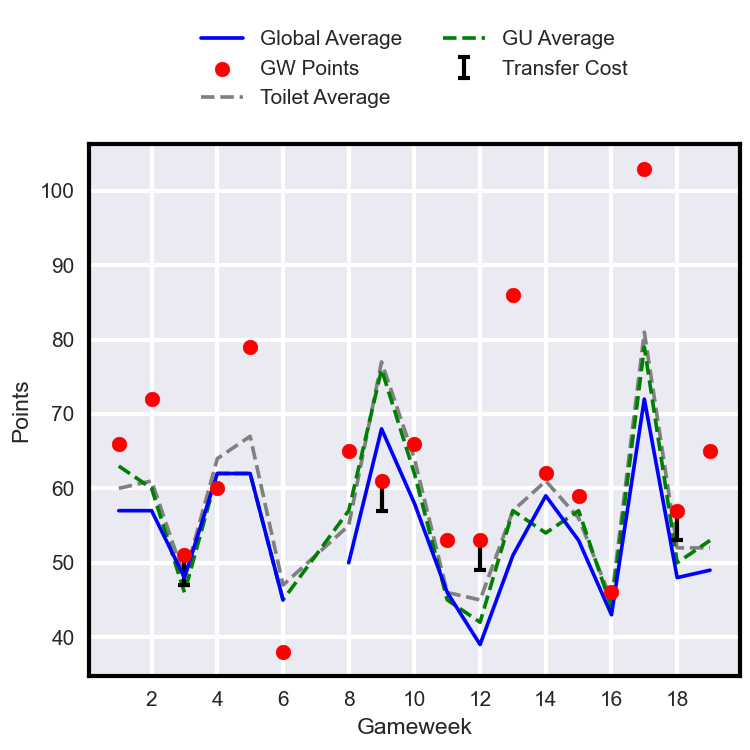 Global Average
GW Points
Toilet Average
GU Average
Transfer Cost
Points
100
90
80
70
60
50
40
2 4 6 8 10 12 14 16 18
Gameweek